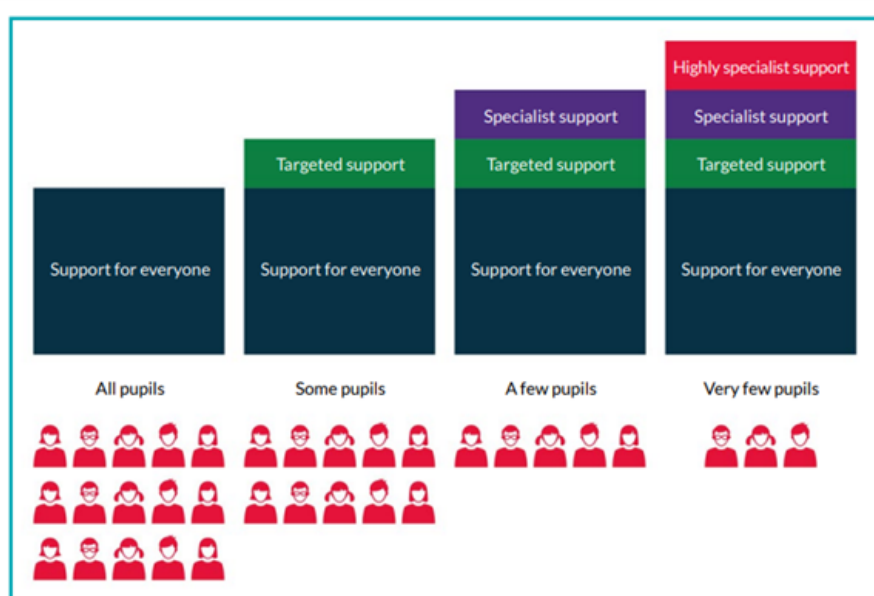 Highly specialist support
Specialist support
Specialist support
Targeted support
Targeted support
Targeted support
Support for everyone
Support for everyone
Support for everyone
Support for everyone
All pupils
Some pupils
A few pupils
Very few pupils